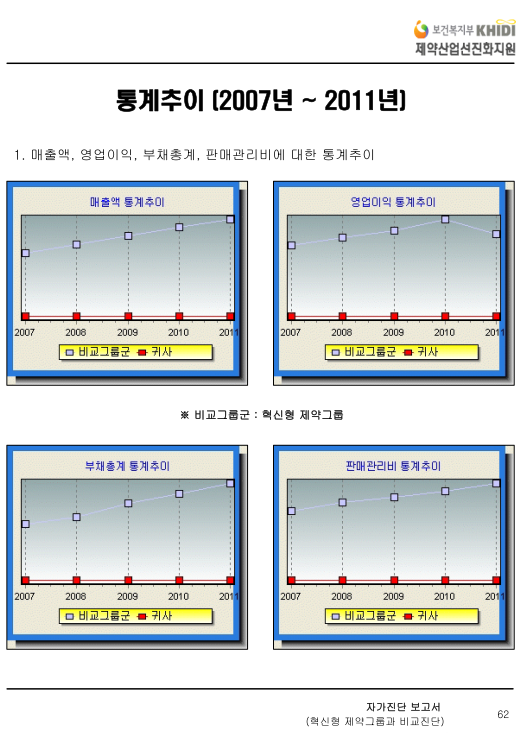 보건복지부 KHIDI
제약산업선진화지원
통계추이 (2007년 ~ 2011년)
1. 매출액, 영업이익, 부채총계, 판매관리비에 대한 통계추이
매출액 통계추이
2007 2008 2009 2010 2011
비교그룹군 귀사
영업이익 통계추이
2007 2008 2009 2010 2011
비교그룹군 귀사
※ 비교그룹군 : 혁신형 제약그룹
부채총계 통계추이
2007 2008 2009 2010 2011
비교그룹군 귀사
판매관리비 통계추이
2007 2008 2009 2010 2011
비교그룹군 귀사
자가진단 보고서
(혁신형 제약그룹과 비교진단)
62